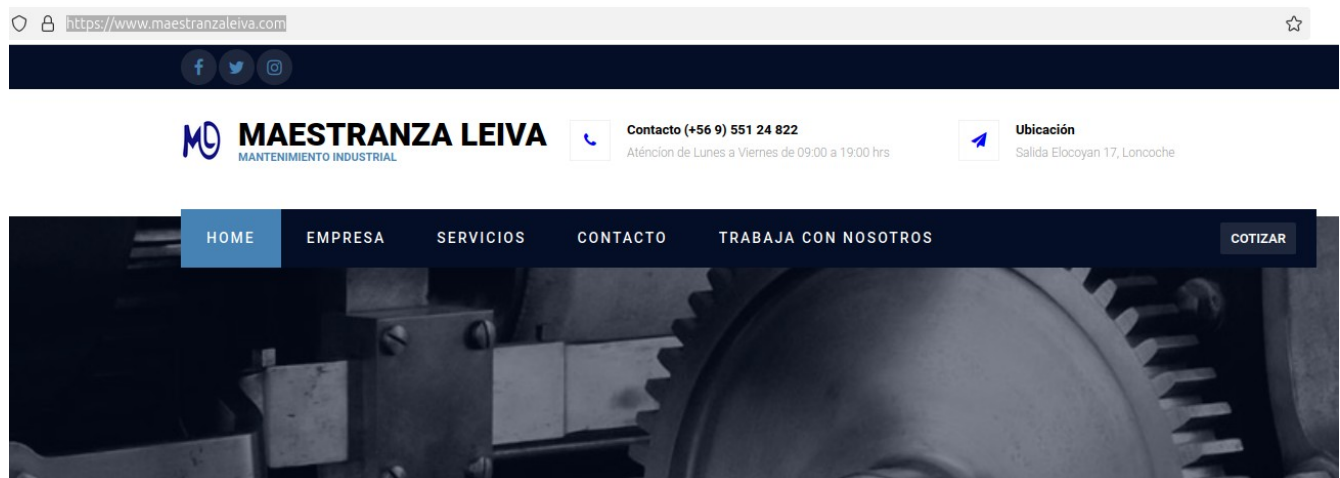 https://www.maestranzaleiva.com
MAESTRANZA LEIVA
MANTENIMIENTO INDUSTRIAL
Contacto (+56 9) 551 24 822
Aténcíon de Lunes a Viernes de 09:00 a 19:00 hrs
Ubicación
Salida Elocoyan 17, Loncoche
HOME EMPRESA SERVICIOS CONTACTO TRABAJA CON NOSOTROS COTIZAR